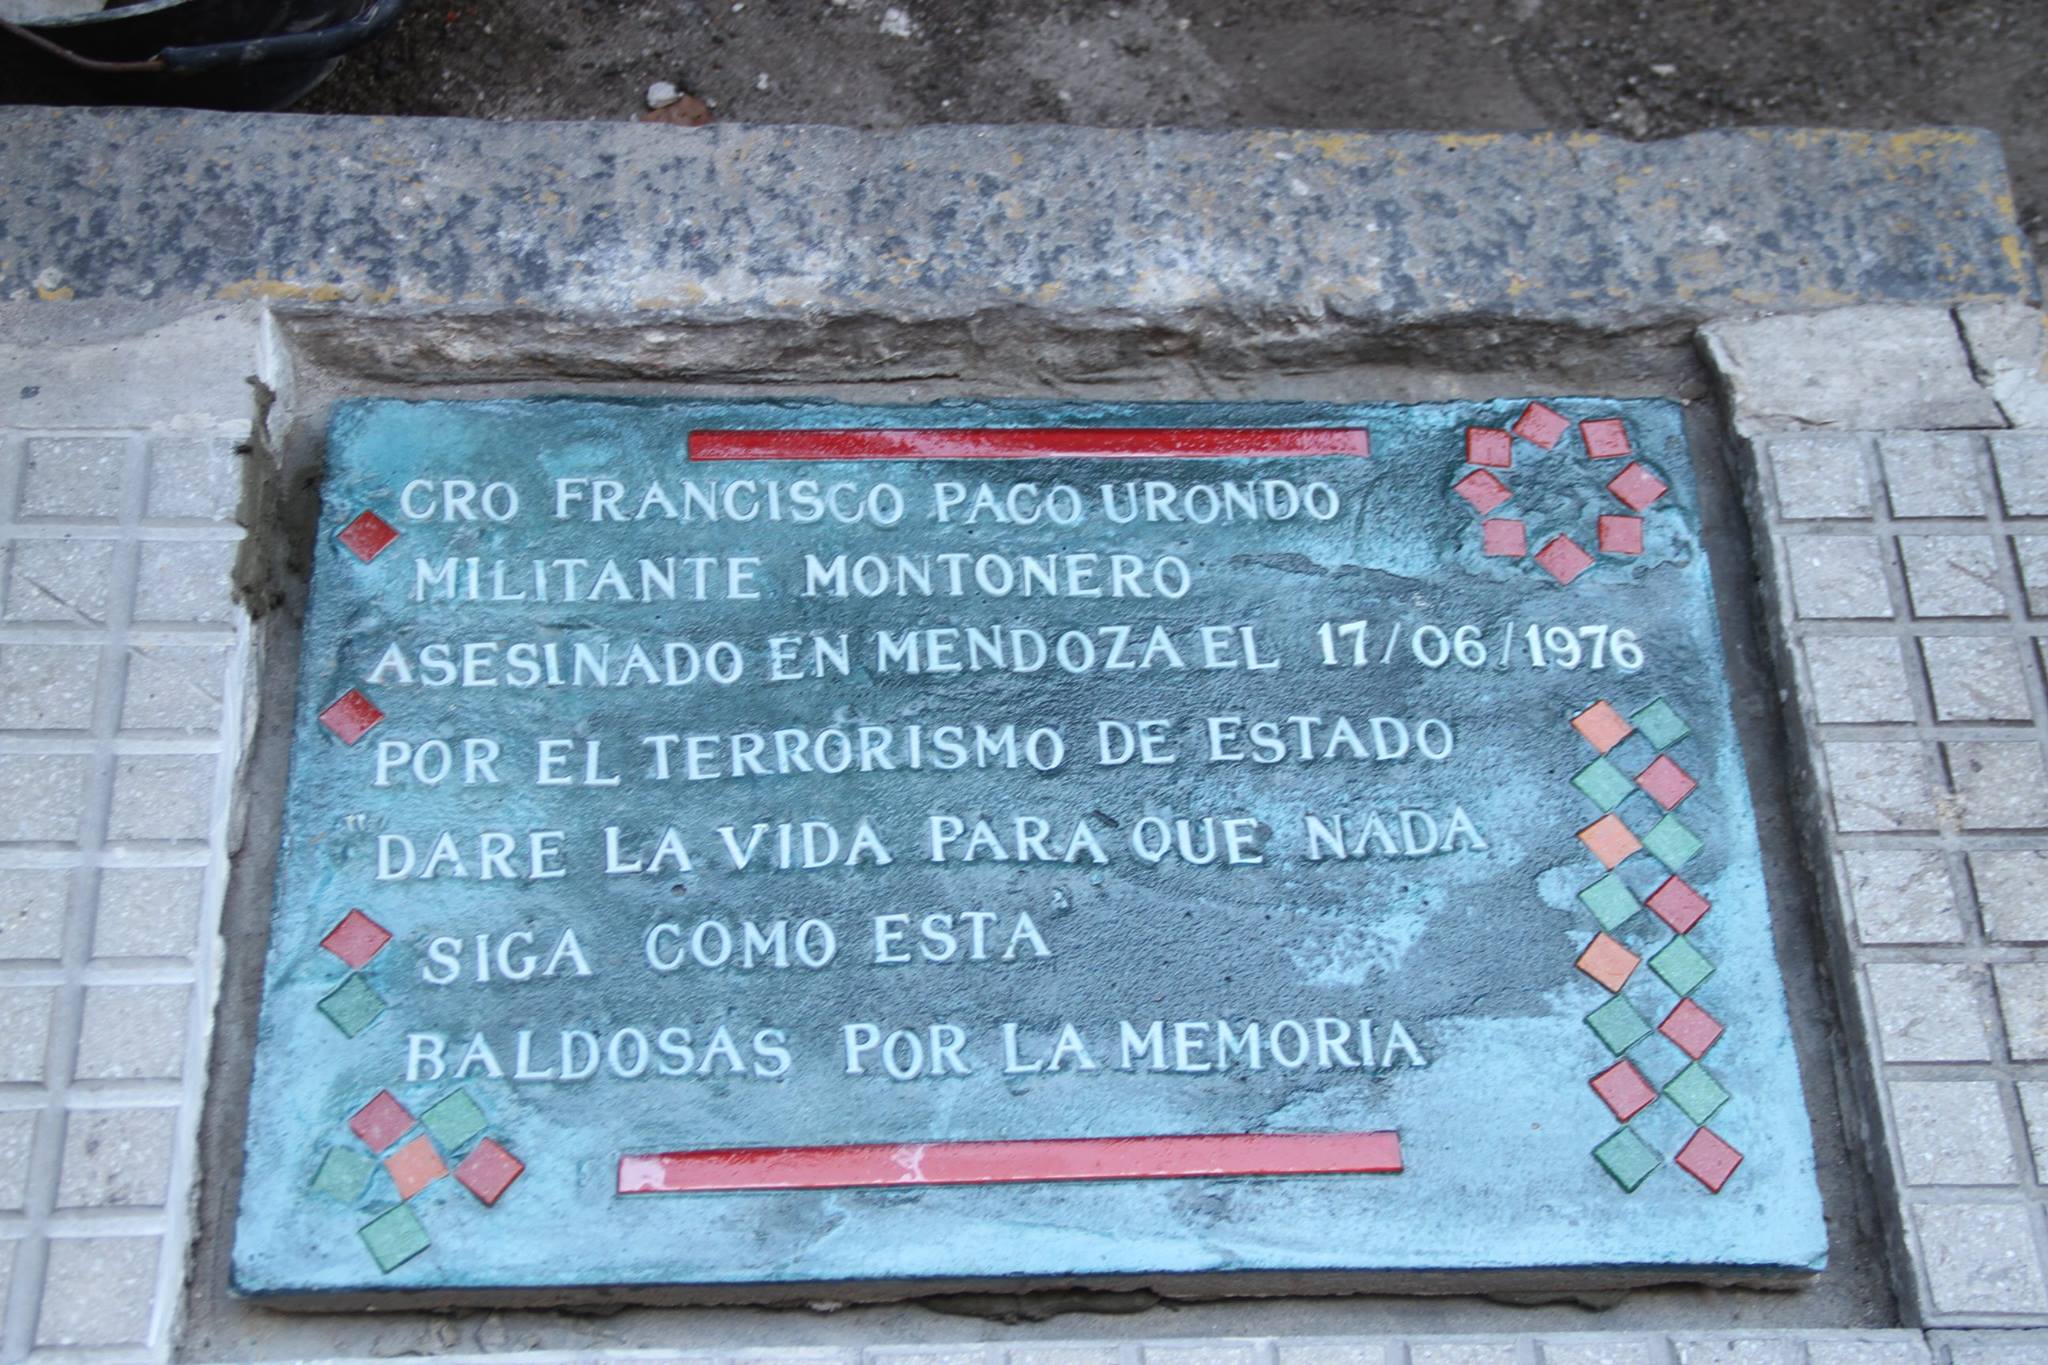 CRO FRANCISCO PACO URONDO
MILITANTE MONTONERO
ASESINADO EN MENDOZA EL 17/06/1976
POR EL TERRORISMO DE ESTADO
"DARE LA VIDA PARA QUE NADA
SIGA COMO ESTA
BALDOSAS POR LA MEMORIA